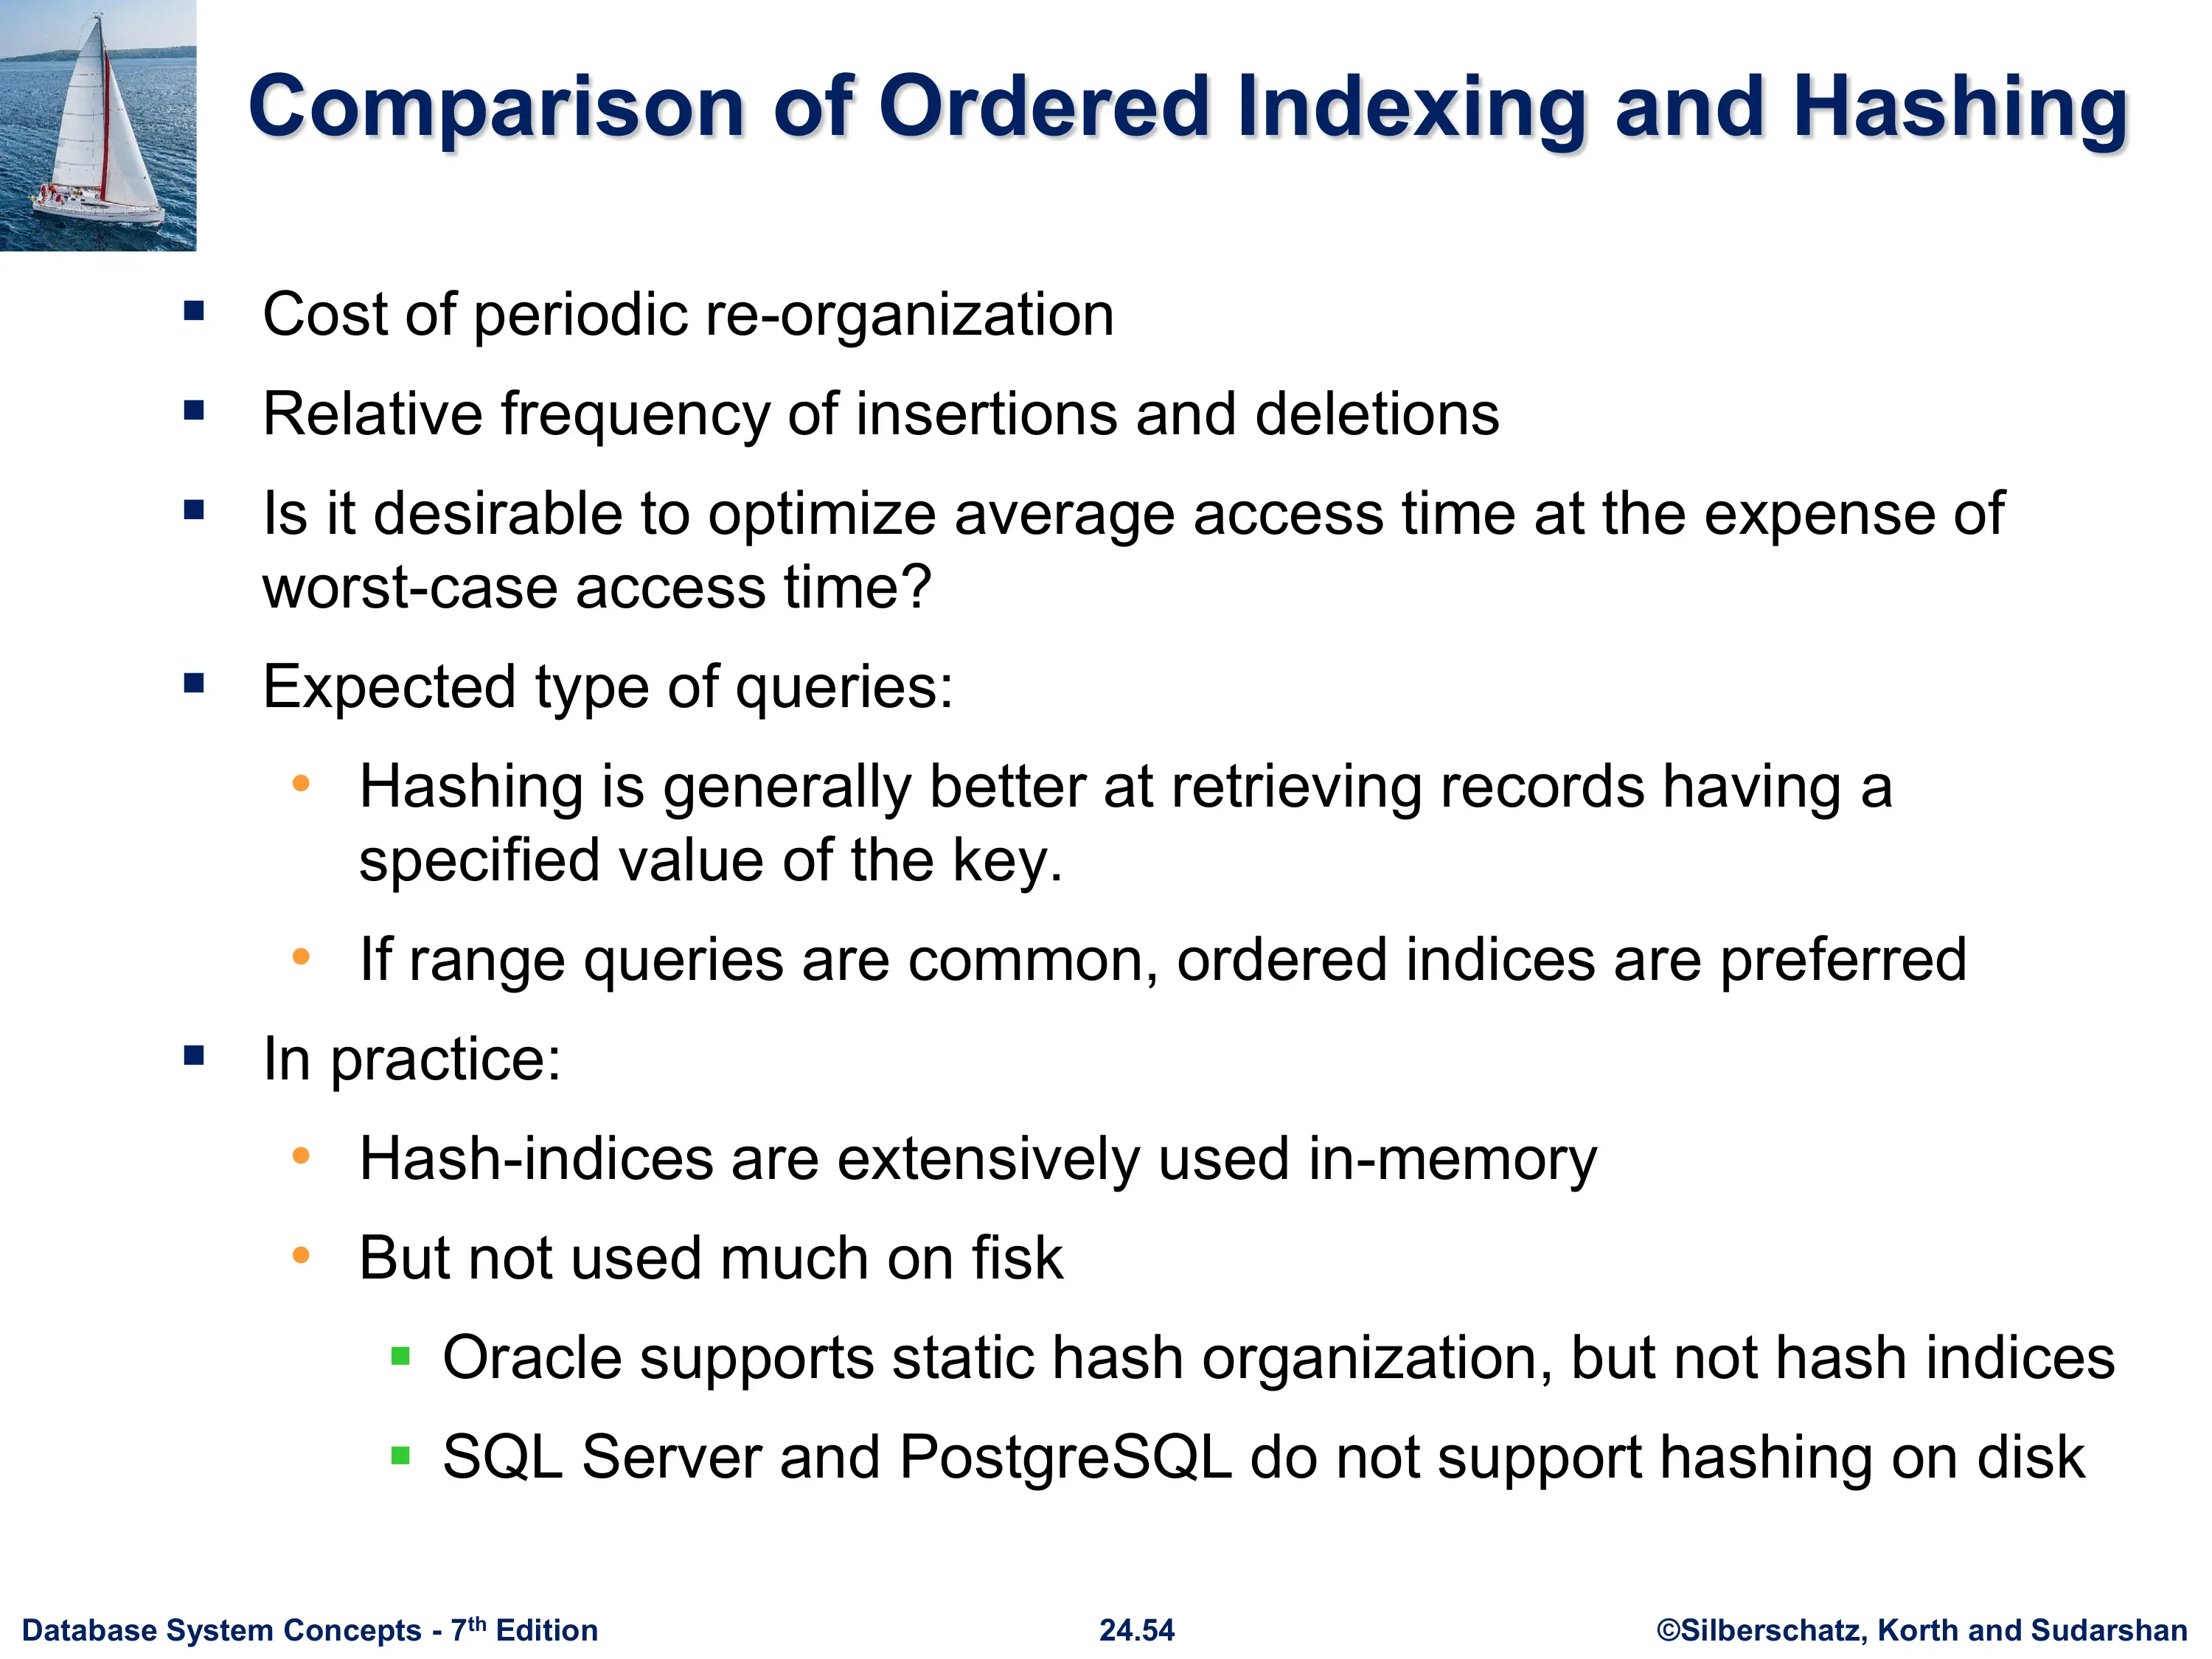 Comparison of Ordered Indexing and Hashing
Cost of periodic re-organization
Relative frequency of insertions and deletions
Is it desirable to optimize average access time at the expense of
worst-case access time?
Expected type of queries:
Hashing is generally better at retrieving records having a
specified value of the key.
If range queries are common, ordered indices are preferred
In practice:
Hash-indices are extensively used in-memory
But not used much on fisk
Oracle supports static hash organization, but not hash indices
SQL Server and PostgreSQL do not support hashing on disk
Database System Concepts - 7th Edition
24.54
©Silberschatz, Korth and Sudarshan